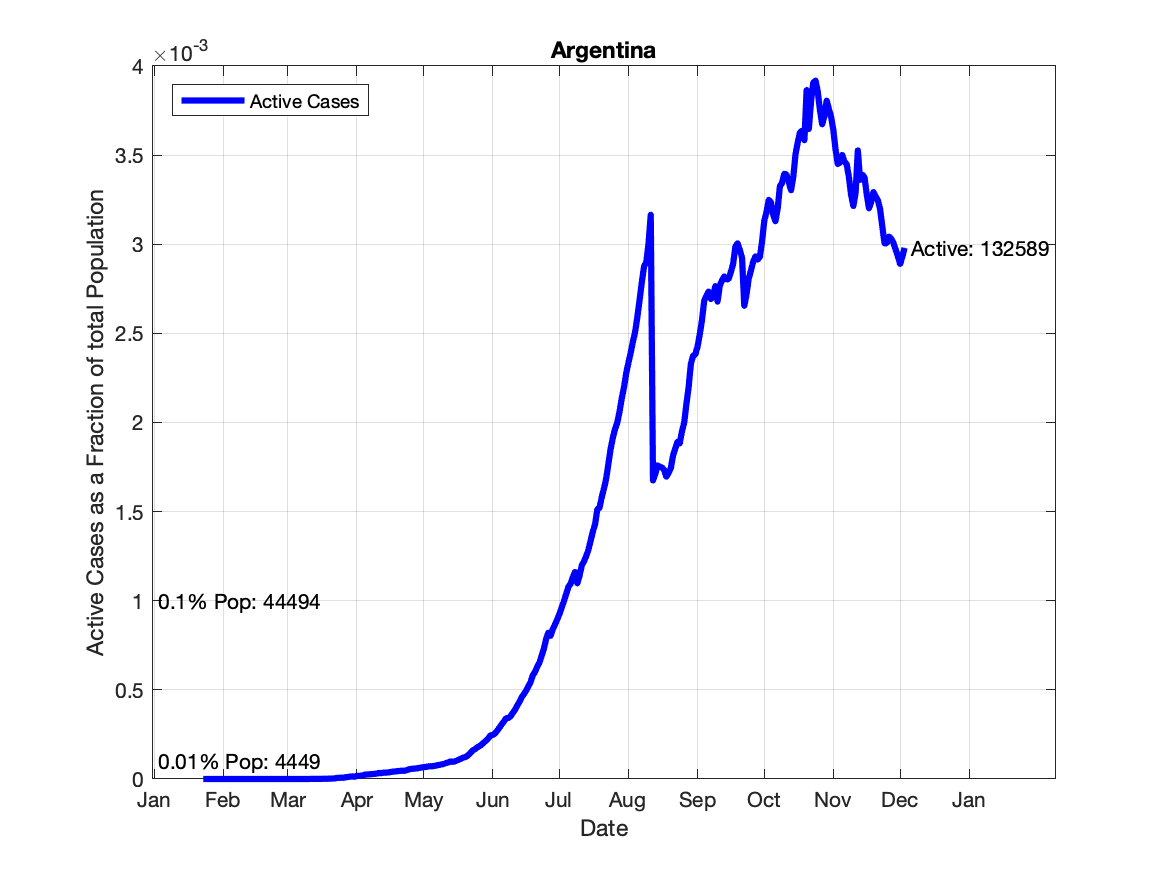 Argentina
×10-3
Active Cases
4
3.5
3
2.5
2
1.5
1
0.5
0
Active Cases as a Fraction of total Population
Active: 132589
0.1% Pop: 44494
0.01% Pop: 4449
Jan Feb Mar Apr May Jun Jul Aug Sep Oct Nov Dec Jan
Date